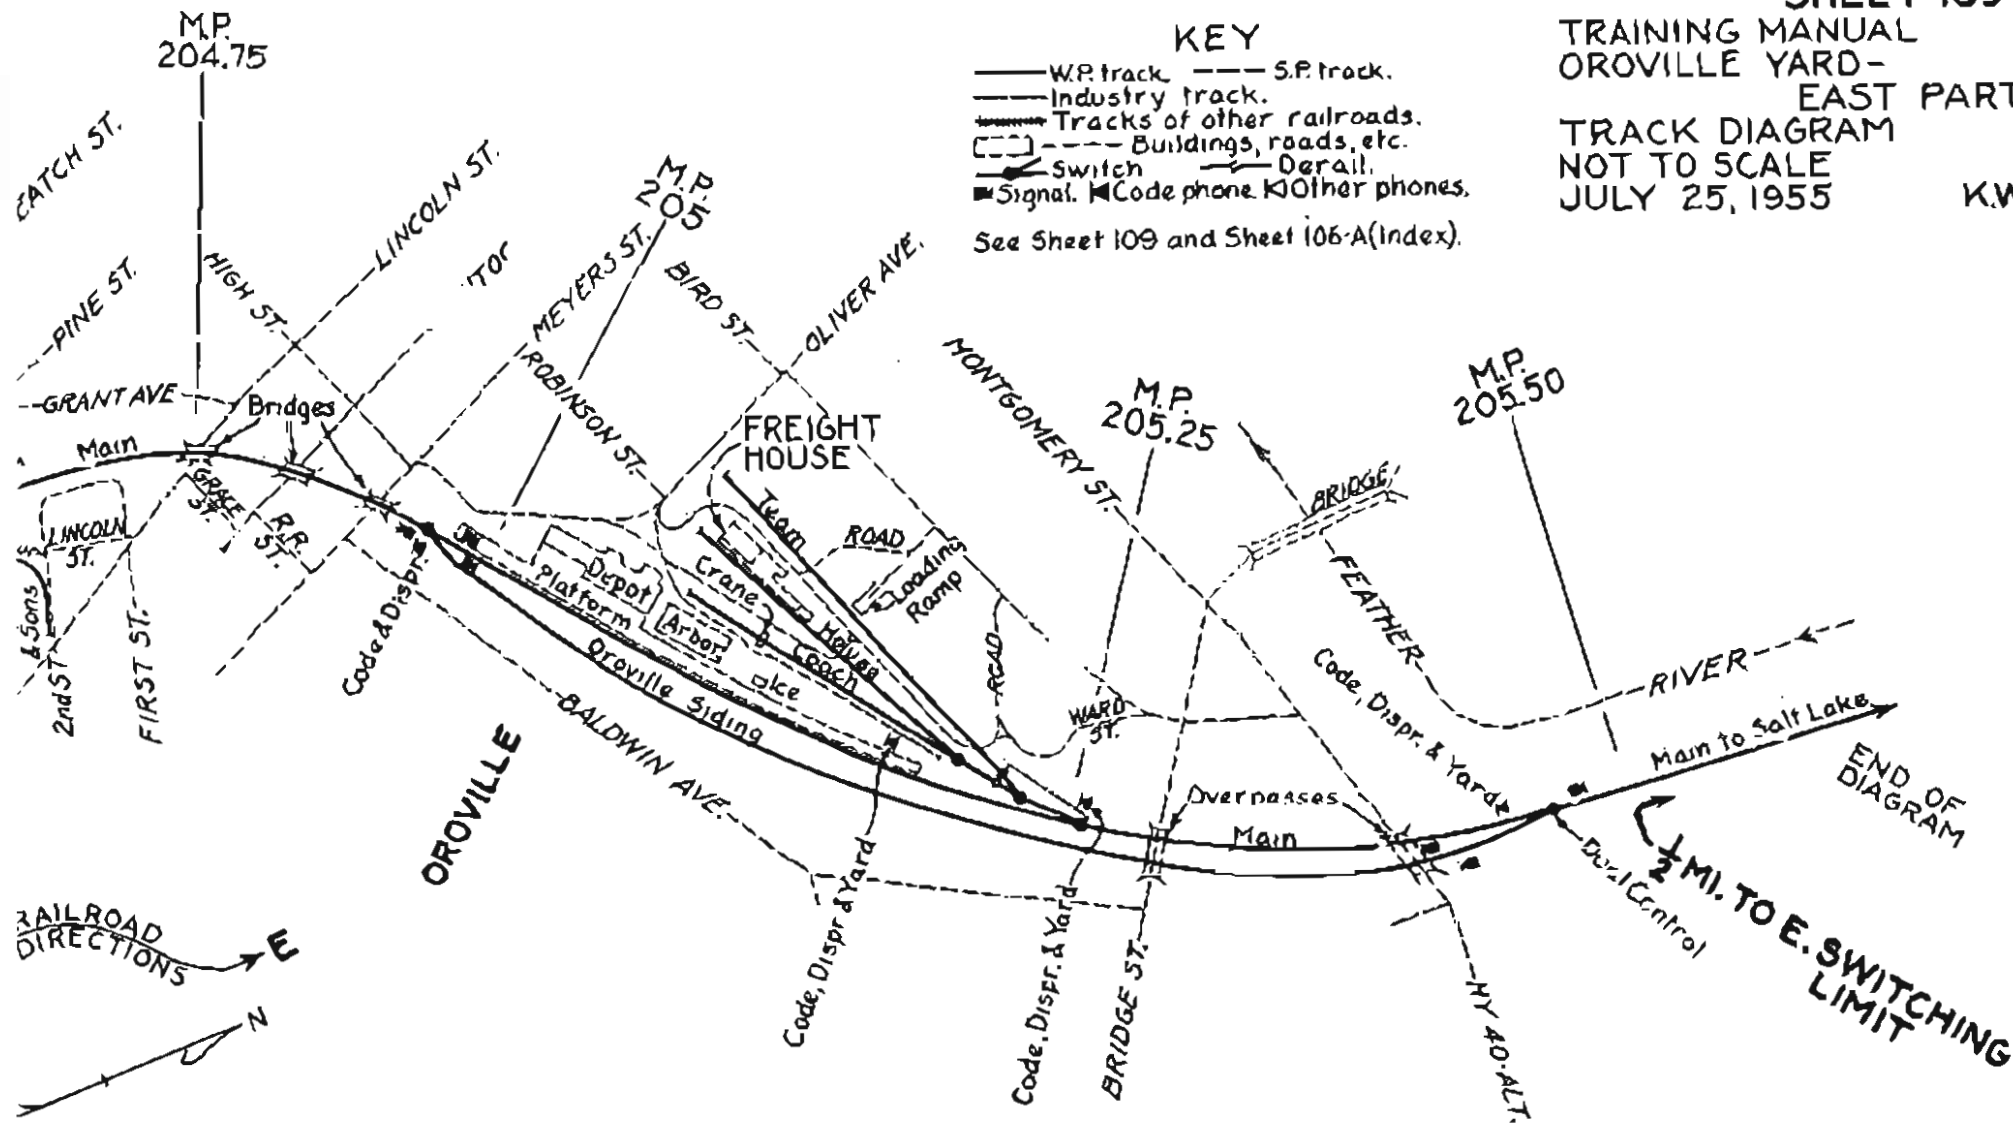 M.P.
204.75
KEY
W.P. track. S.P. track.
Industry track.
Tracks of other railroads.
Buildings, roads, etc.
Switch Derail.
Signal. Code phone. Other phones.
See Sheet 109 and Sheet 106-A (Index).
TRAINING MANUAL
OROVILLE YARD-
EAST PART
TRACK DIAGRAM
NOT TO SCALE
JULY 25, 1955 K.W
PINE ST.
HIGH ST.
LINCOLN ST.
MEYERS ST.
M.P.
205
BIRD ST.
OLIVER AVE.
ROBINSON ST.
MONTGOMERY ST.
M.P.
205.25
M.P.
205.50
GRANT AVE
Bridges
Main
GRACE
ST.
R.R.
ST.
LINCOLN
ST.
& Sons
2nd ST
FIRST ST.
FREIGHT
HOUSE
Team
ROAD
Loading
Ramp
Crane
House
Coach
Depot
Platform
Arbor
Ice
Oroville Siding
Code & Dispr.
OROVILLE
BALDWIN AVE.
ROAD
WARD
ST.
BRIDGE
FEATHER
RIVER
Code, Dispr. & Yard
Main to Salt Lake
END OF
DIAGRAM
Overpasses
Main
Dual Control
1/2 MI. TO E. SWITCHING
LIMIT
Code, Dispr & Yard
Code, Dispr. & Yard
BRIDGE ST.
HY 40-ALT.
RAILROAD
DIRECTIONS
E
N